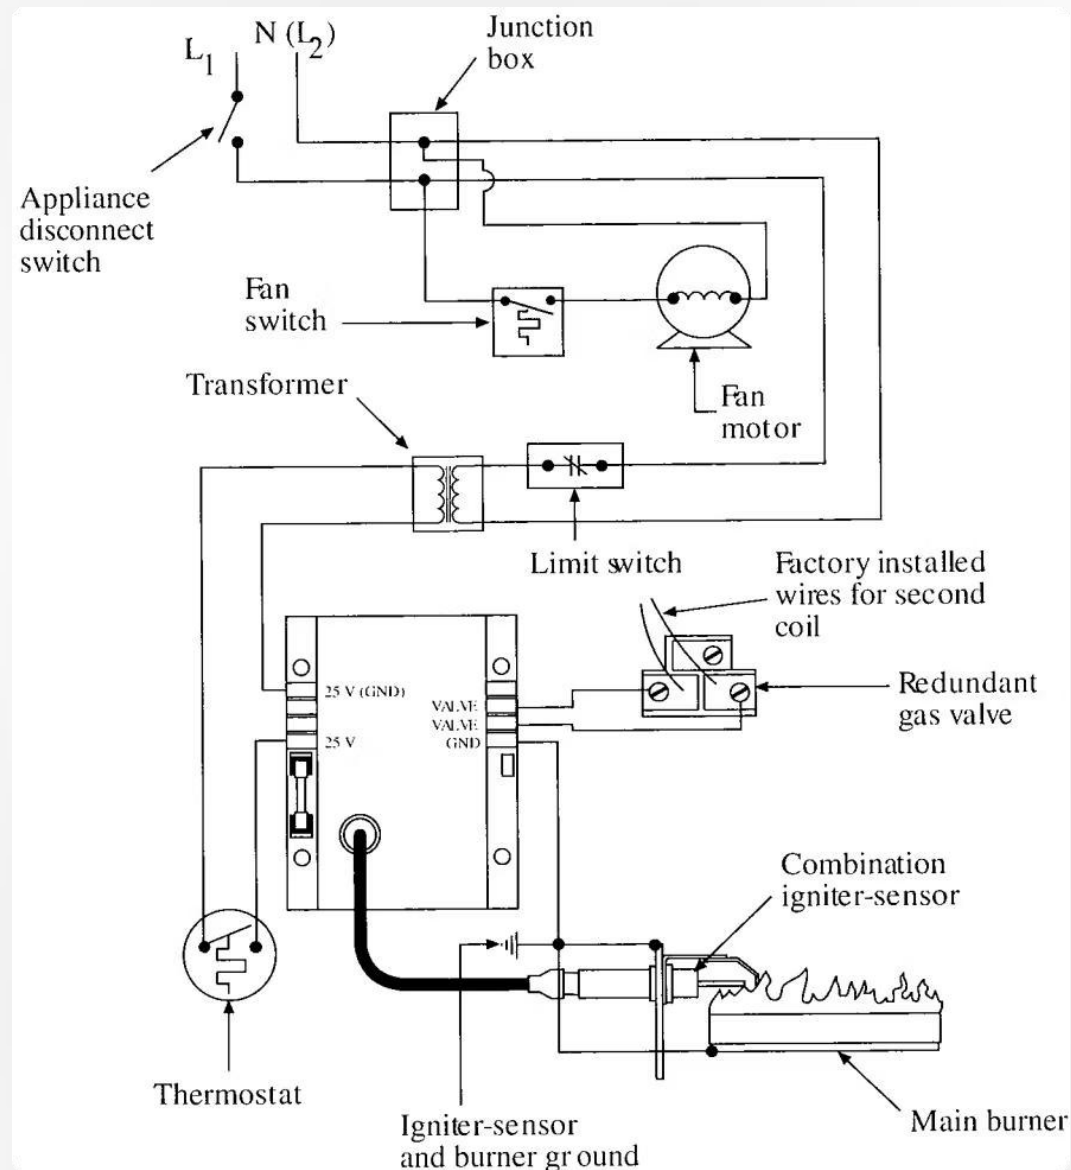 L1
N (L2)
Junction
box
Appliance
disconnect
switch
Fan
switch
Transformer
Fan
motor
Limit switch
Factory installed
wires for second
coil
25 V (GND)
VALVE
VALVE
25 V
GND
Redundant
gas valve
Combination
igniter-sensor
Thermostat
Igniter-sensor
and burner ground
Main burner